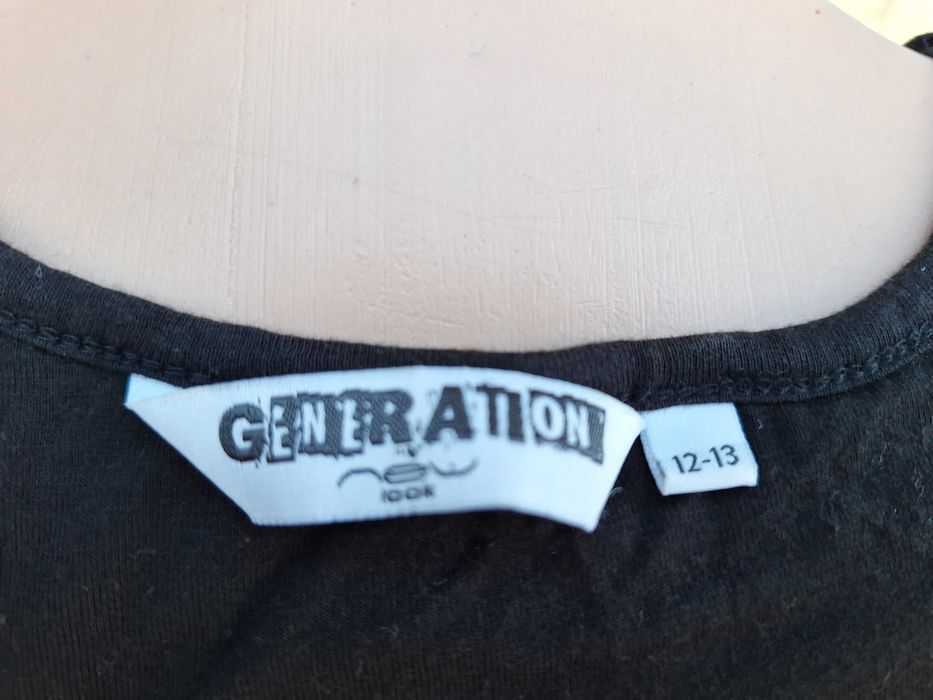 GENERATION
new
look
12-13